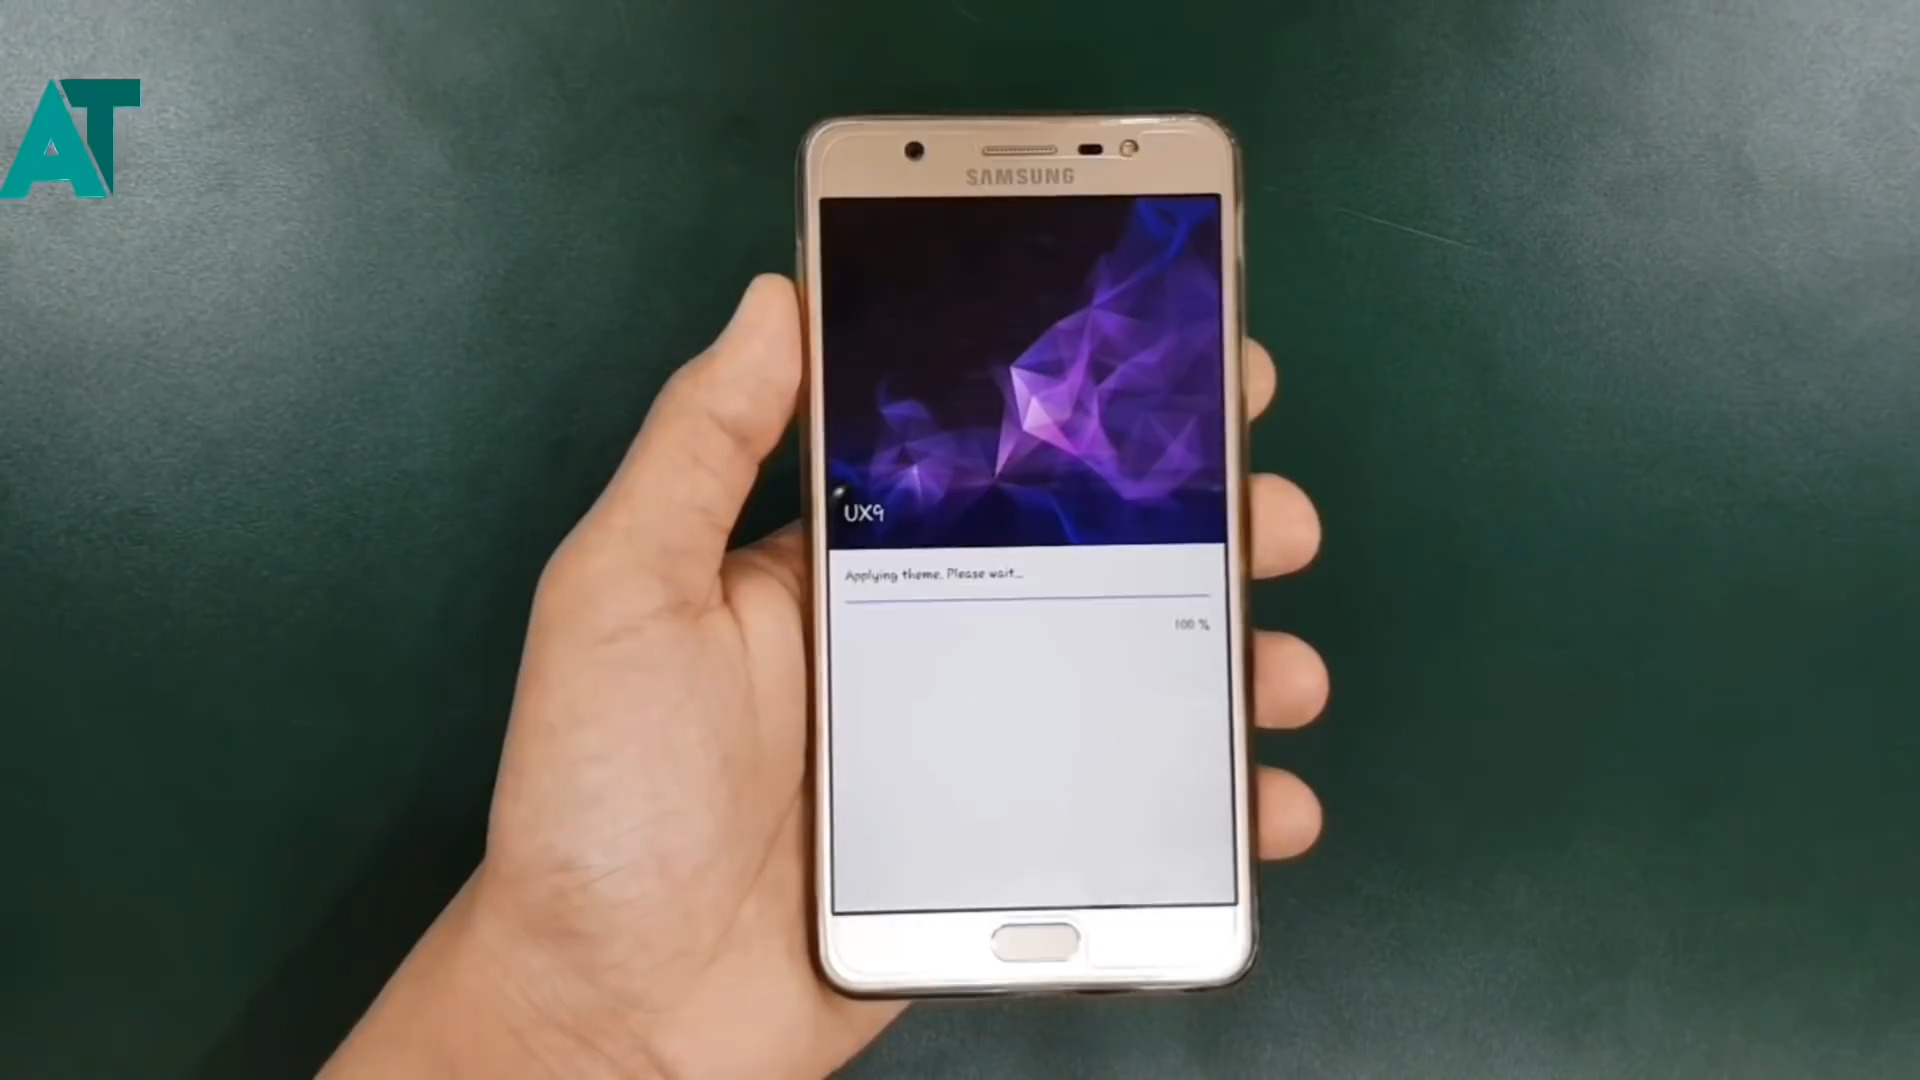 AT
SAMSUNG
UX9
Applying theme. Please wait...
100 %